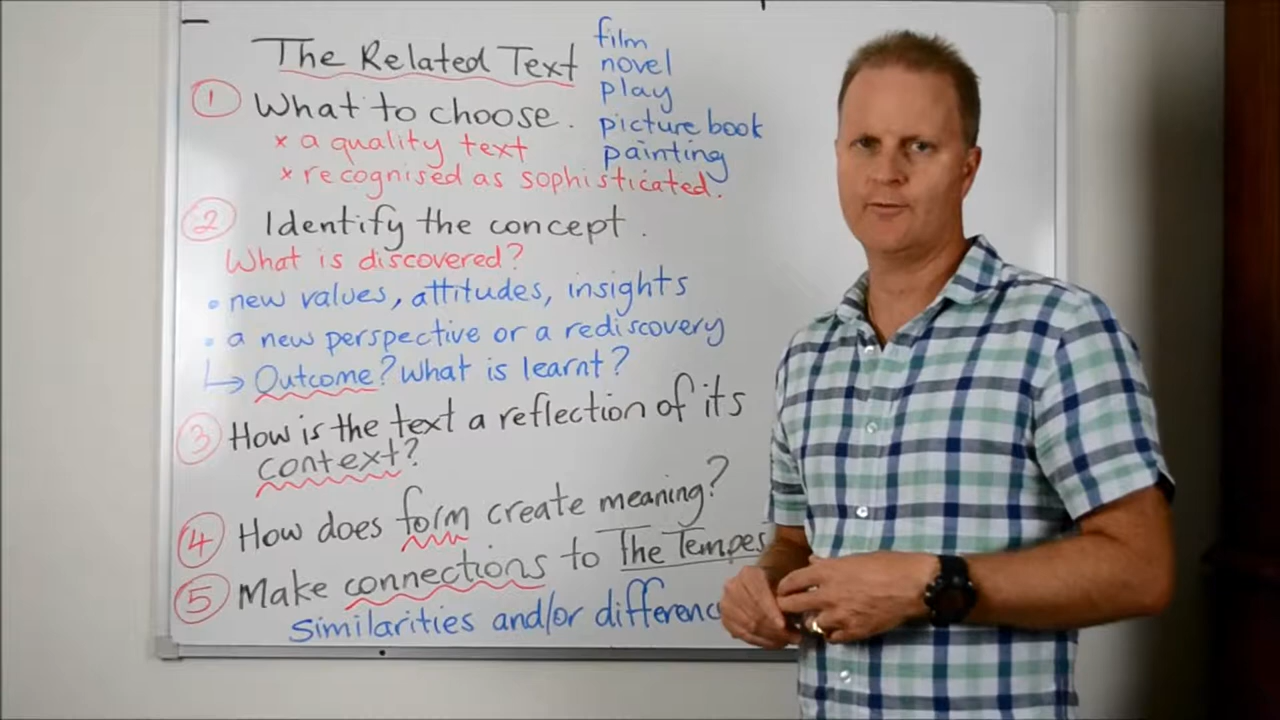 The Related Text
film
novel
play
picture book
painting
1 What to choose.
x a quality text
x recognised as sophisticated.
2 Identify the concept.
What is discovered?
• new values, attitudes, insights
• a new perspective or a rediscovery
↳ Outcome? What is learnt?
3 How is the text a reflection of its
context?
4 How does form create meaning?
5 Make connections to The Tempes
Similarities and/or differenc